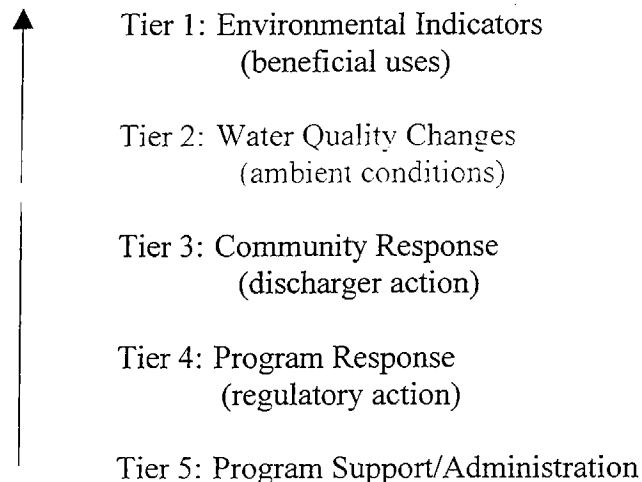 Tier 1: Environmental Indicators
(beneficial uses)
Tier 2: Water Quality Changes
(ambient conditions)
Tier 3: Community Response
(discharger action)
Tier 4: Program Response
(regulatory action)
Tier 5: Program Support/Administration